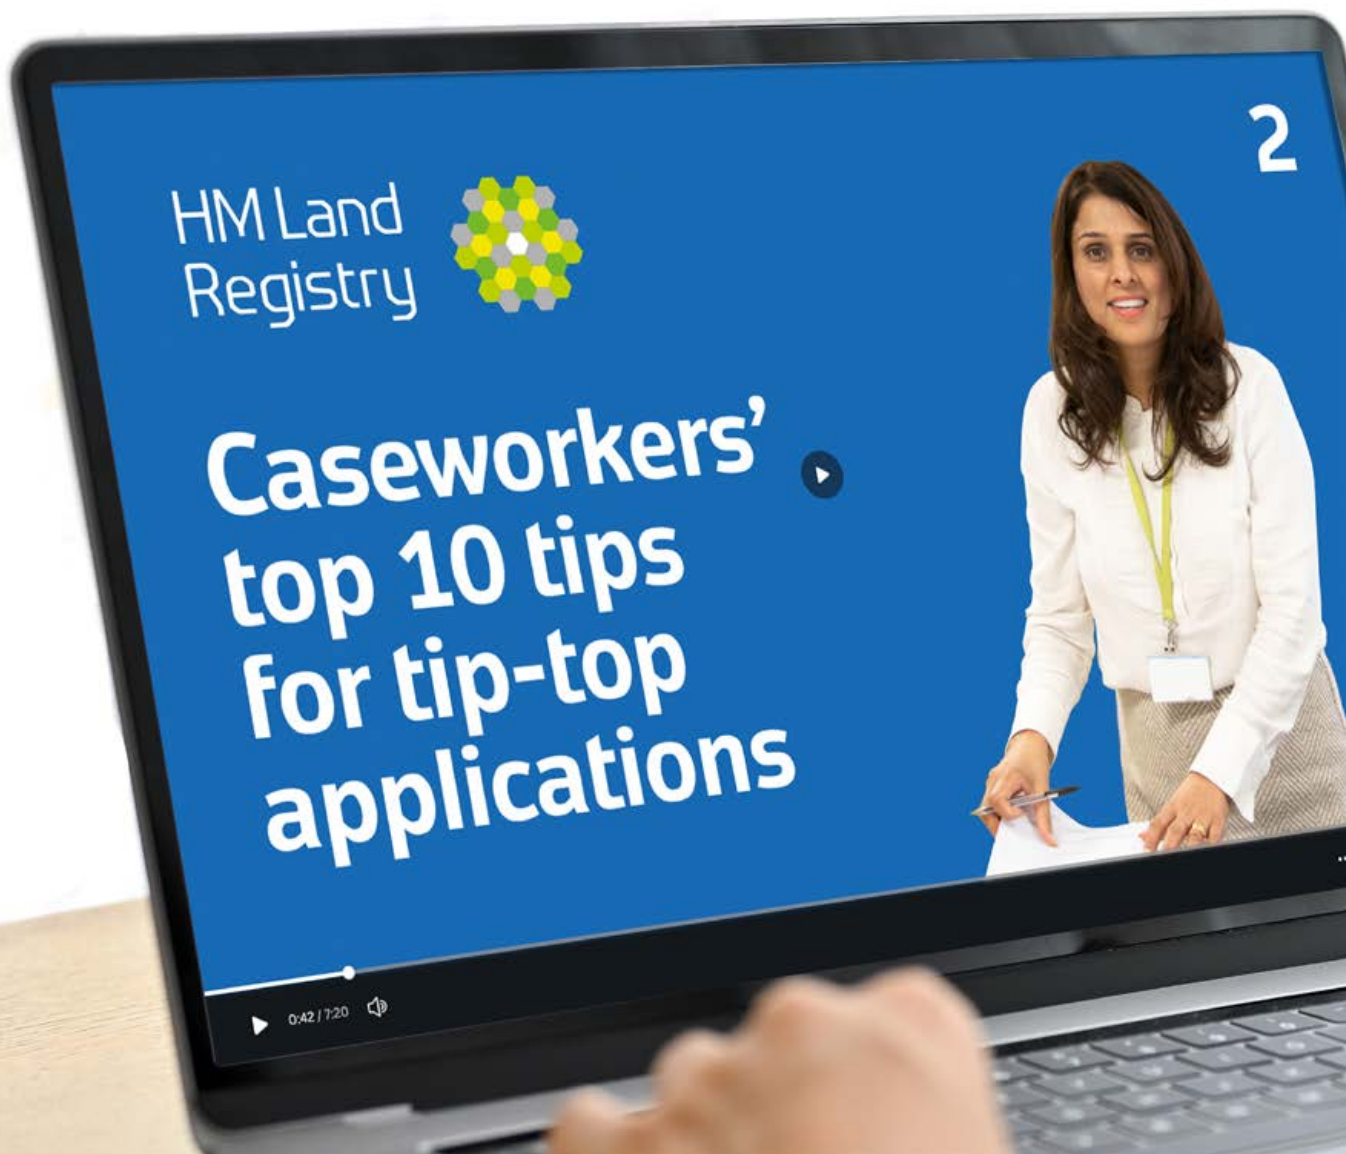 2
HM Land
Registry
Caseworkers’
top 10 tips
for tip-top
applications
0:42 / 7:20